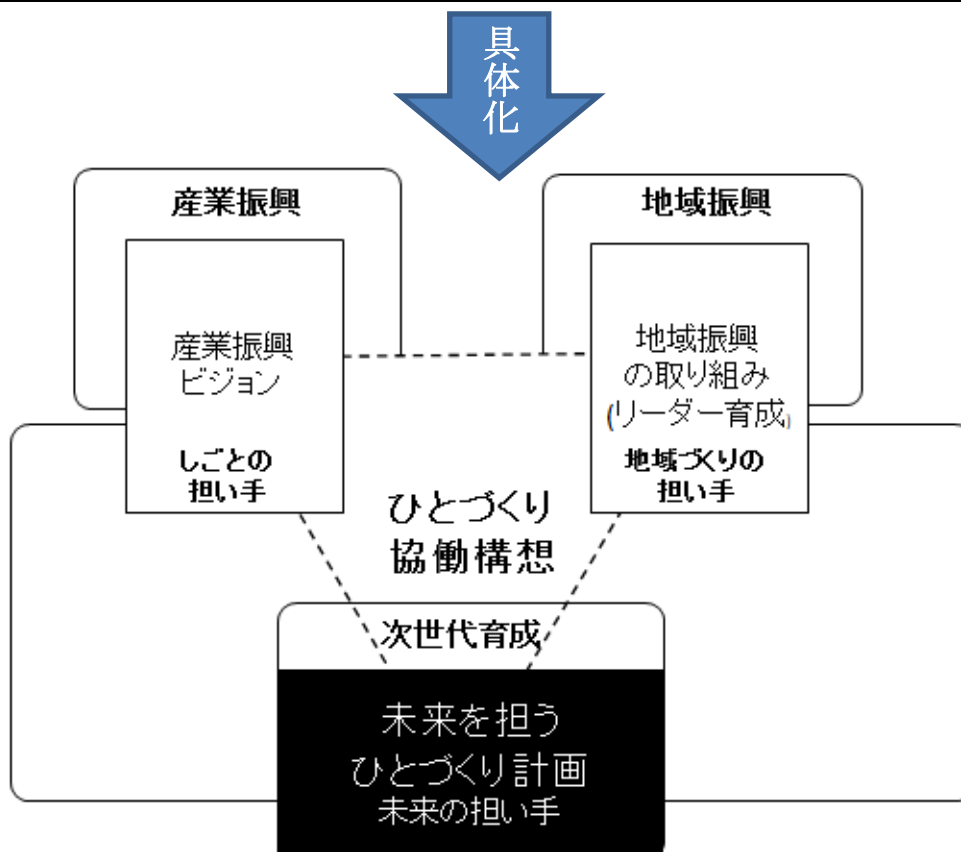 具体化
産業振興
地域振興
産業振興
ビジョン
しごとの
担い手
地域振興
の取り組み
(リーダー育成)
地域づくりの
担い手
ひとづくり
協働構想
次世代育成
未来を担う
ひとづくり計画
未来の担い手